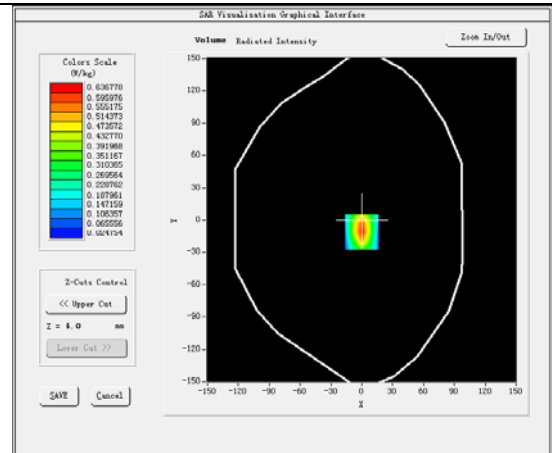 SAR Visualisation Graphical Interface
Volume Radiated Intensity
Zoom In/Out
Colors Scale
(W/kg)
0.636778
0.595976
0.555175
0.514373
0.473572
0.432770
0.391968
0.351167
0.310365
0.269564
0.228762
0.187961
0.147159
0.106357
0.065556
0.024754
Z-Cuts Control
<< Upper Cut
Z = 4.0 mm
Lower Cut >>
SAVE
Cancel
150
120
90
60
30
0
-30
-60
-90
-120
-150
Y
-150 -120 -90 -60 -30 0 30 60 90 120 150
X